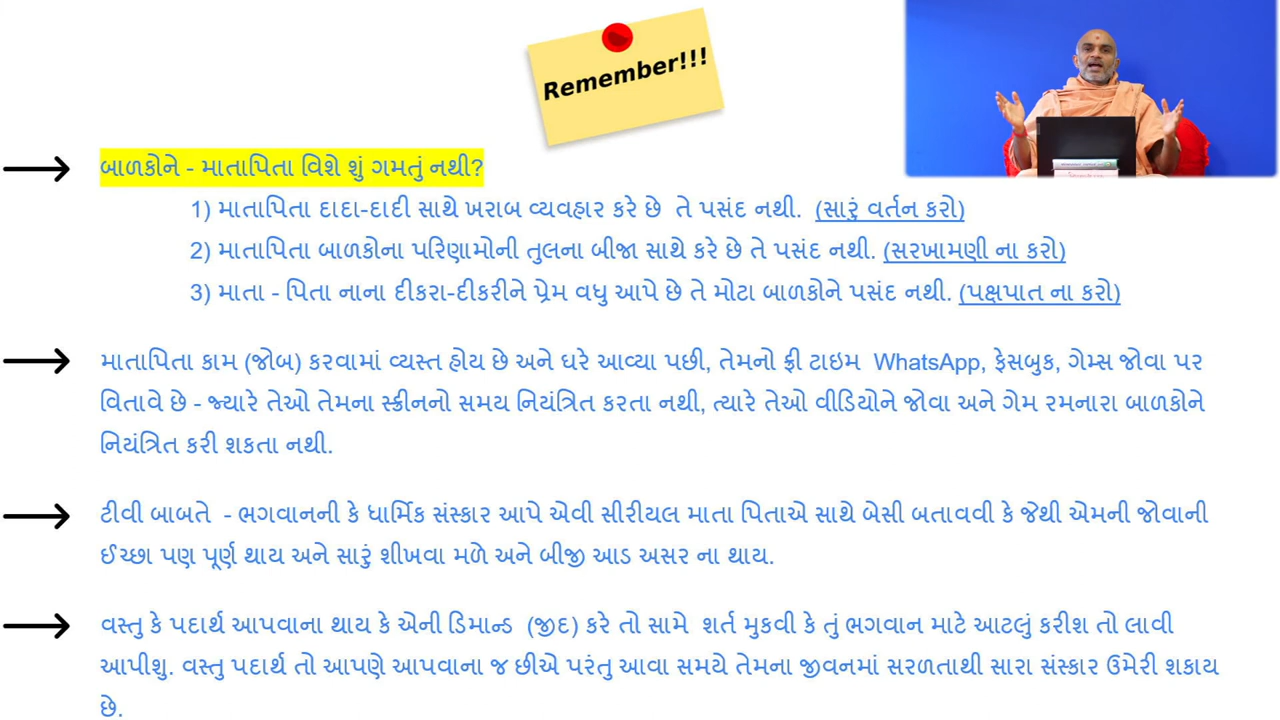 Remember!!!
બાળકોને - માતાપિતા વિશે શું ગમતું નથી?
1) માતાપિતા દાદા-દાદી સાથે ખરાબ વ્યવહાર કરે છે તે પસંદ નથી. (સારું વર્તન કરો)
2) માતાપિતા બાળકોના પરિણામોની તુલના બીજા સાથે કરે છે તે પસંદ નથી. (સરખામણી ના કરો)
3) માતા - પિતા નાના દીકરા-દીકરીને પ્રેમ વધુ આપે છે તે મોટા બાળકોને પસંદ નથી. (પક્ષપાત ના કરો)
માતાપિતા કામ (જોબ) કરવામાં વ્યસ્ત હોય છે અને ઘરે આવ્યા પછી, તેમનો ફ્રી ટાઇમ WhatsApp, ફેસબુક, ગેમ્સ જોવા પર
વિતાવે છે - જ્યારે તેઓ તેમના સ્ક્રીનનો સમય નિયંત્રિત કરતા નથી, ત્યારે તેઓ વીડિયોને જોવા અને ગેમ રમનારા બાળકોને
નિયંત્રિત કરી શકતા નથી.
ટીવી બાબતે - ભગવાનની કે ધાર્મિક સંસ્કાર આપે એવી સીરીયલ માતા પિતાએ સાથે બેસી બતાવવી કે જેથી એમની જોવાની
ઈચ્છા પણ પૂર્ણ થાય અને સારું શીખવા મળે અને બીજી આડ અસર ના થાય.
વસ્તુ કે પદાર્થ આપવાના થાય કે એની ડિમાન્ડ (જીદ) કરે તો સામે શર્ત મુકવી કે તું ભગવાન માટે આટલું કરીશ તો લાવી
આપીશુ. વસ્તુ પદાર્થ તો આપણે આપવાના જ છીએ પરંતુ આવા સમયે તેમના જીવનમાં સરળતાથી સારા સંસ્કાર ઉમેરી શકાય
છે.